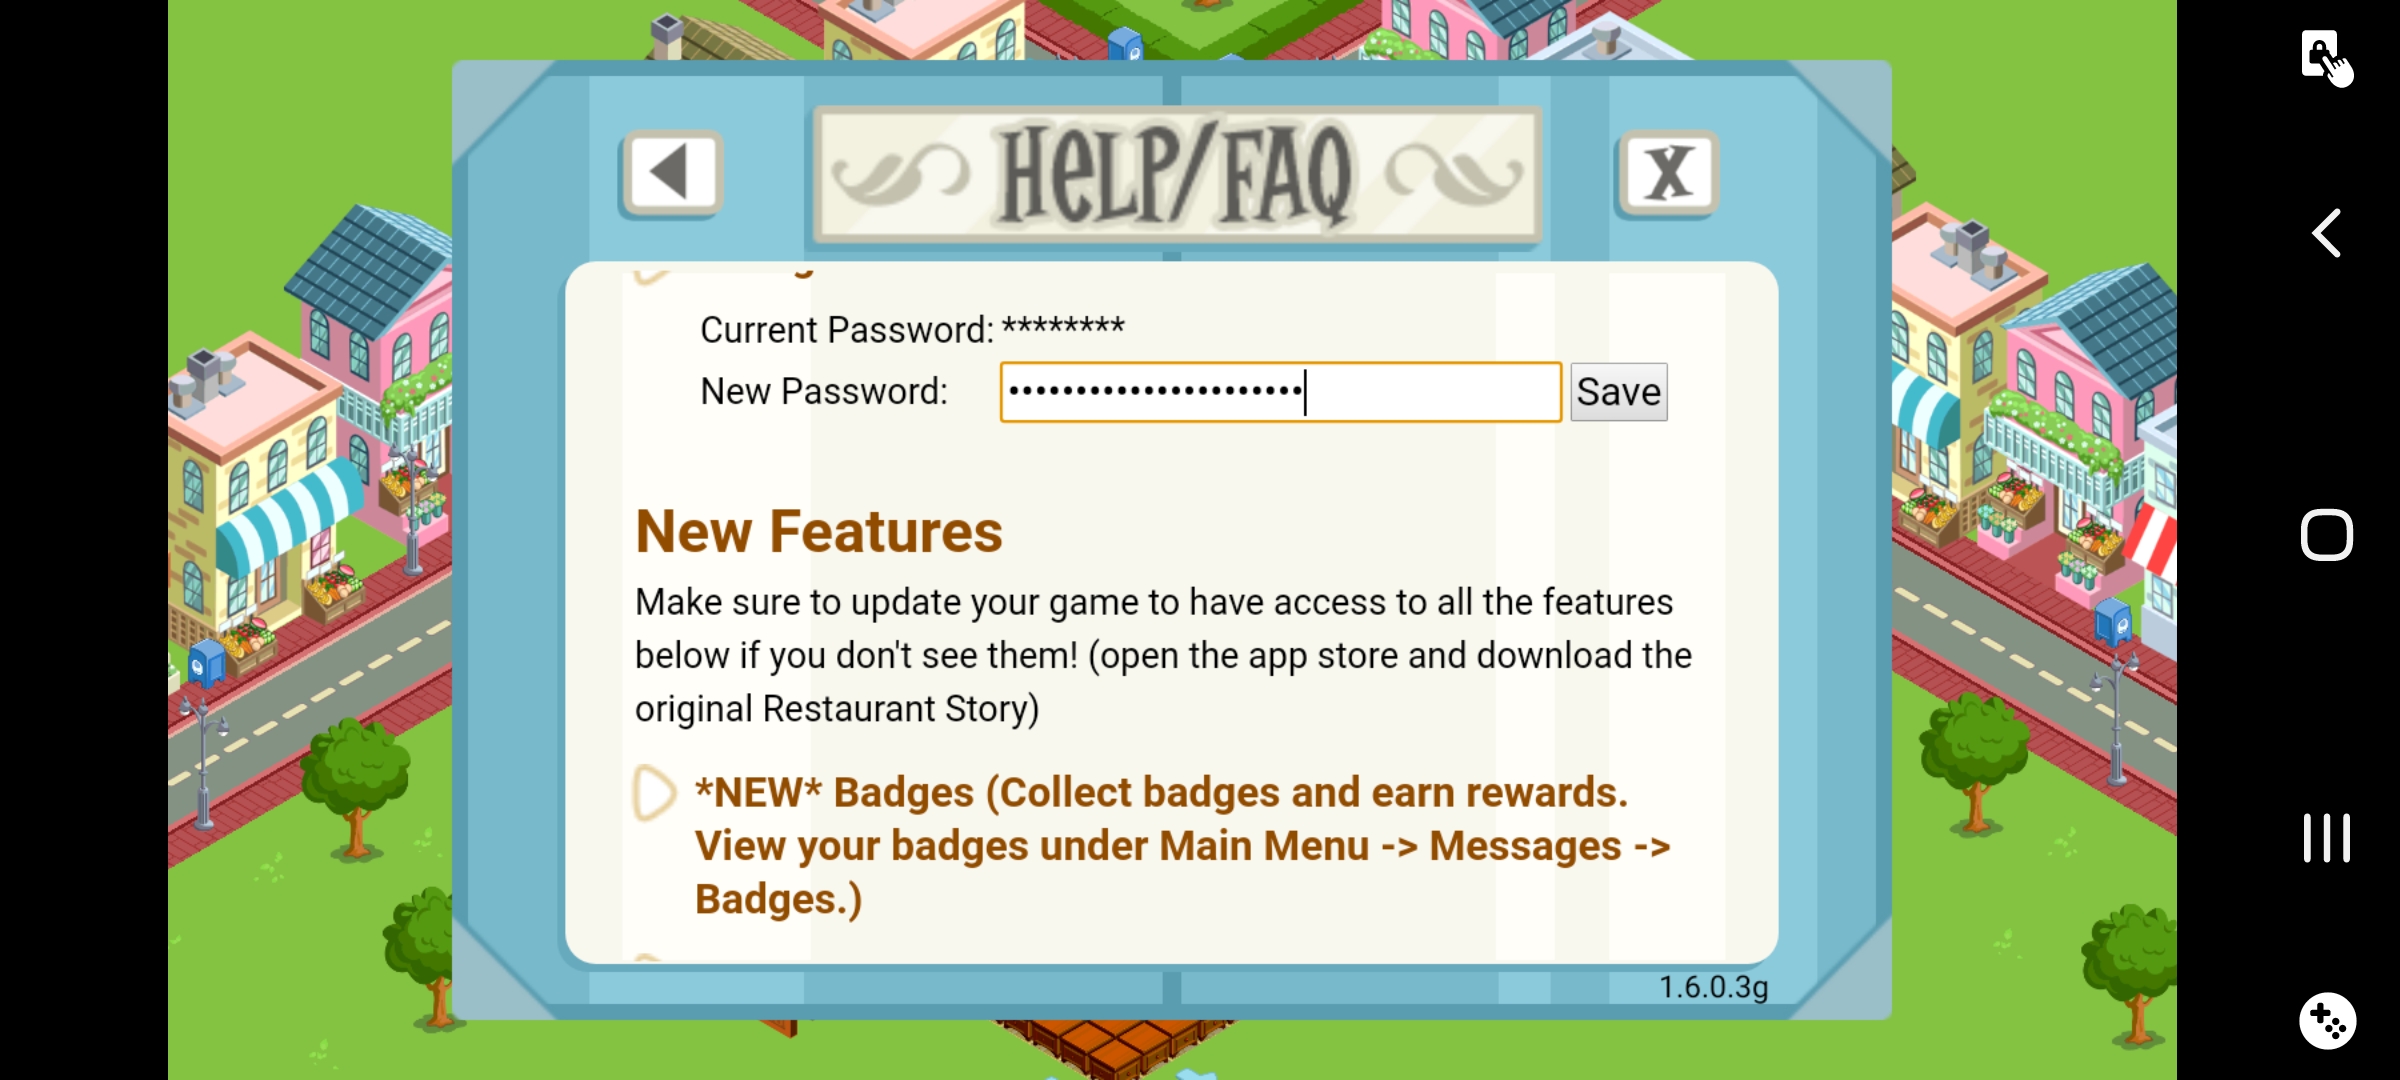 HELP/FAQ
X
Current Password: ********
New Password: ••••••••••••••••••••••
Save
New Features
Make sure to update your game to have access to all the features
below if you don't see them! (open the app store and download the
original Restaurant Story)
*NEW* Badges (Collect badges and earn rewards.
View your badges under Main Menu -> Messages ->
Badges.)
1.6.0.3g